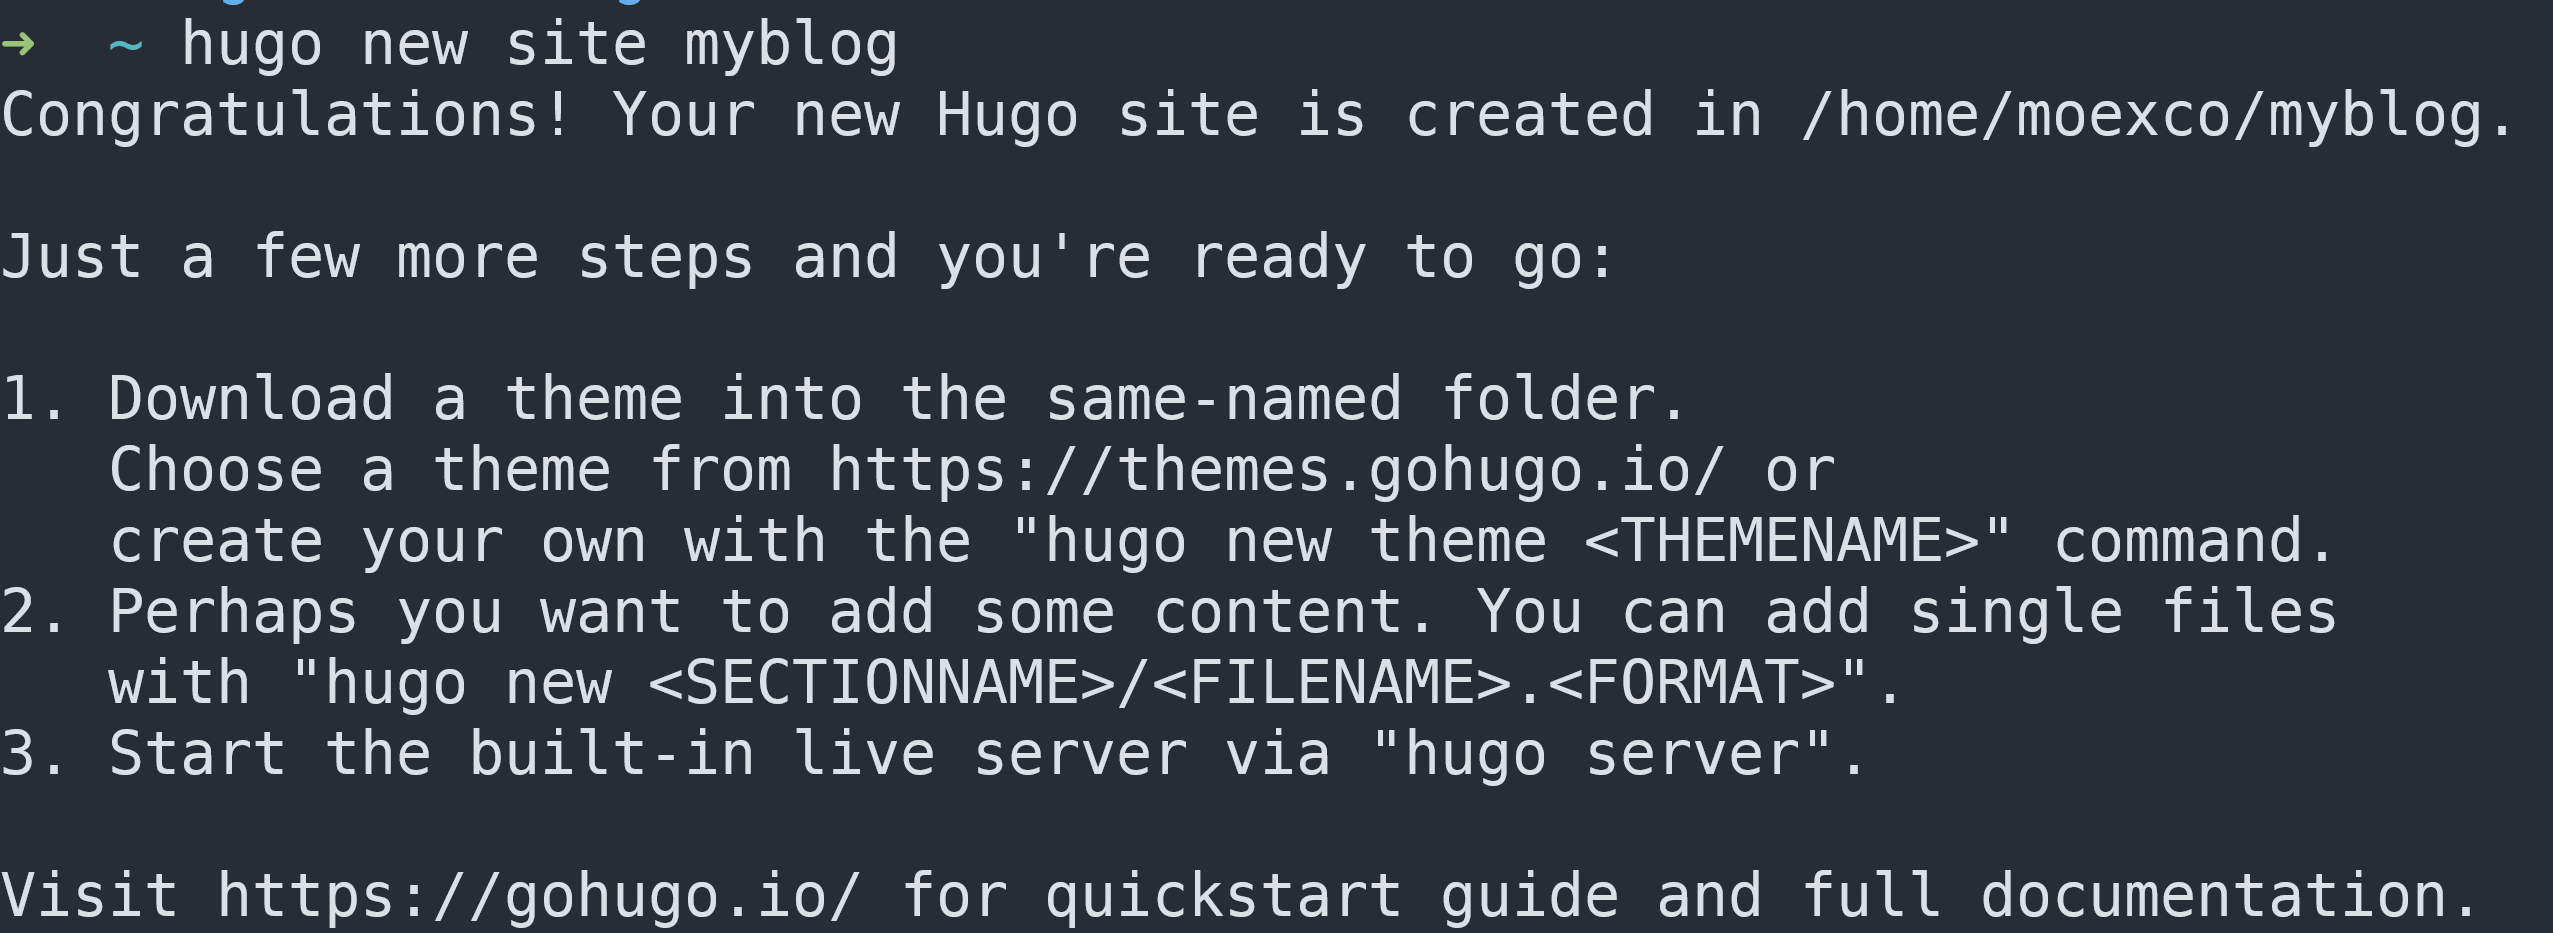 ➜  ~ hugo new site myblog
Congratulations! Your new Hugo site is created in /home/moexco/myblog.
Just a few more steps and you're ready to go:
1. Download a theme into the same-named folder.
   Choose a theme from https://themes.gohugo.io/ or
   create your own with the "hugo new theme <THEMENAME>" command.
2. Perhaps you want to add some content. You can add single files
   with "hugo new <SECTIONNAME>/<FILENAME>.<FORMAT>".
3. Start the built-in live server via "hugo server".
Visit https://gohugo.io/ for quickstart guide and full documentation.